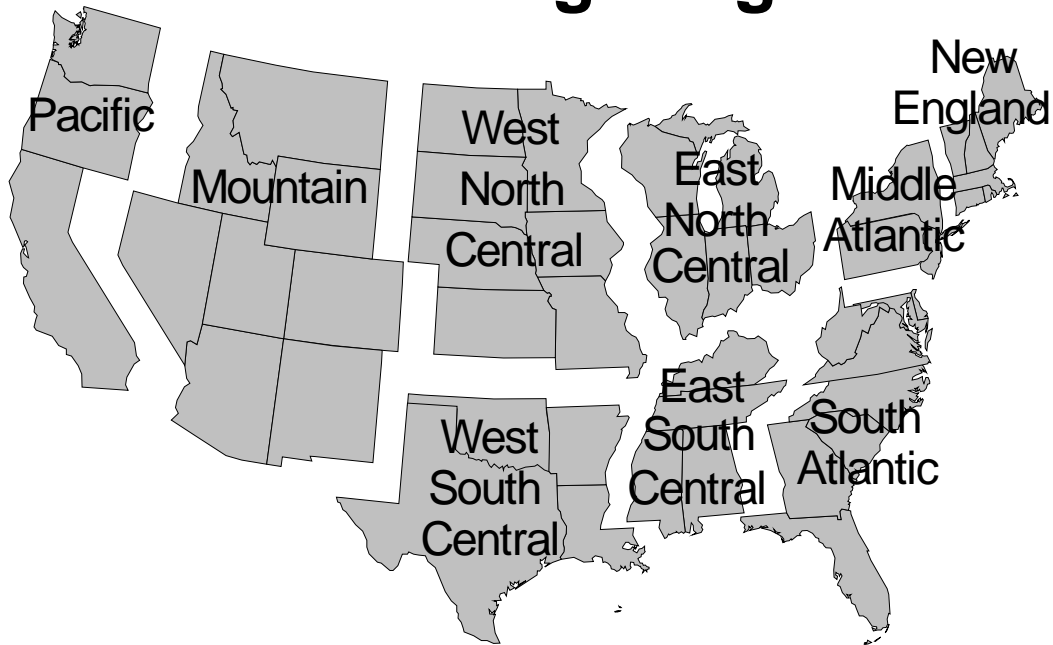 Pacific
Mountain
West
North
Central
East
North
Central
New
England
Middle
Atlantic
West
South
Central
East
South
Central
South
Atlantic